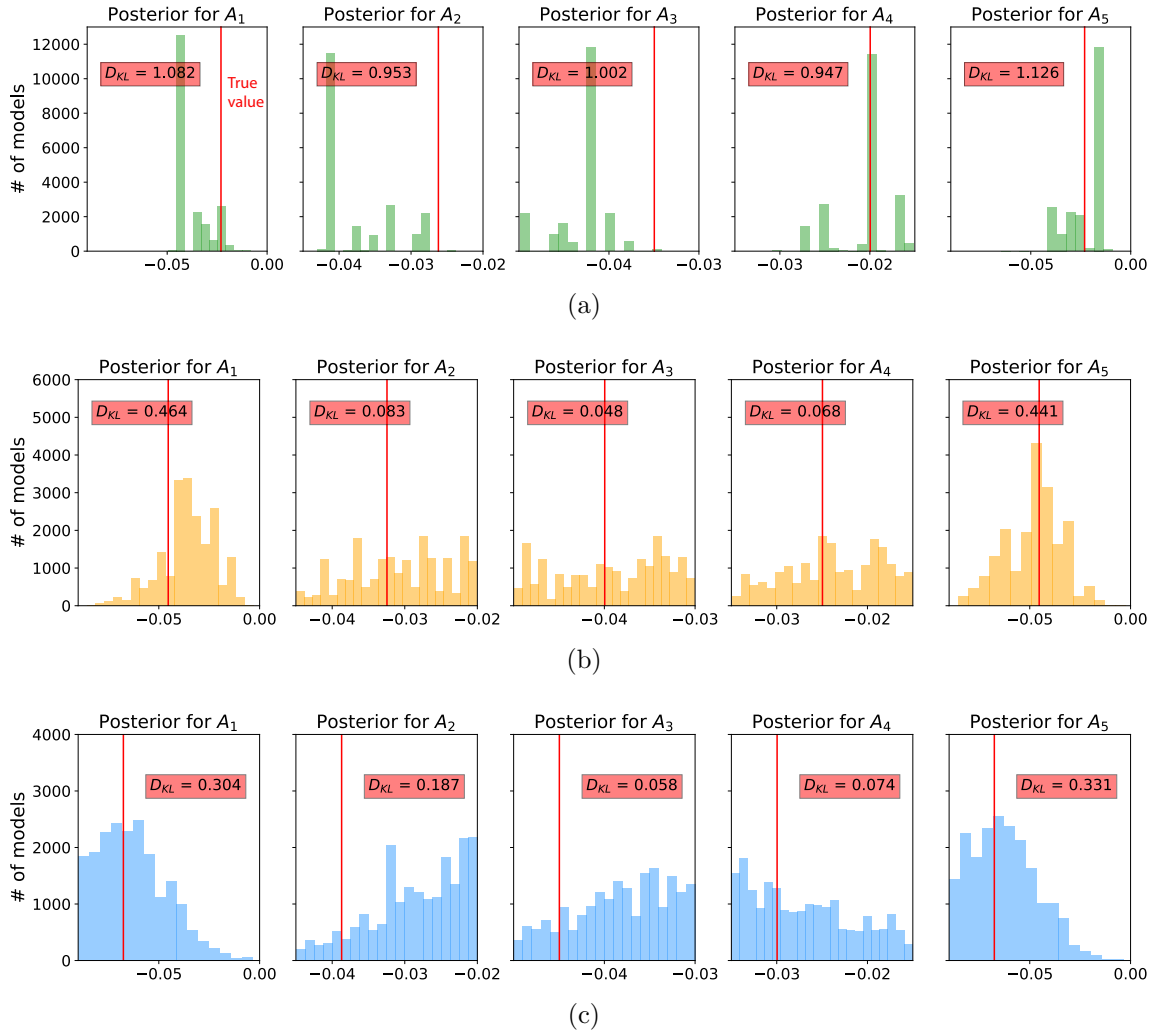 Posterior for A1 Posterior for A2 Posterior for A3 Posterior for A4 Posterior for A5
12000
10000
8000
6000
4000
2000
0
# of models
DKL = 1.082
DKL = 0.953
DKL = 1.002
DKL = 0.947
DKL = 1.126
True
value
−0.05 0.00 −0.04 −0.03 −0.02 −0.04 −0.03 −0.03 −0.02 −0.05 0.00
(a)
Posterior for A1 Posterior for A2 Posterior for A3 Posterior for A4 Posterior for A5
6000
5000
4000
3000
2000
1000
0
# of models
DKL = 0.464
DKL = 0.083
DKL = 0.048
DKL = 0.068
DKL = 0.441
−0.05 0.00 −0.04 −0.03 −0.02 −0.04 −0.03 −0.03 −0.02 −0.05 0.00
(b)
Posterior for A1 Posterior for A2 Posterior for A3 Posterior for A4 Posterior for A5
4000
3000
2000
1000
0
# of models
DKL = 0.304
DKL = 0.187
DKL = 0.058
DKL = 0.074
DKL = 0.331
−0.05 0.00 −0.04 −0.03 −0.02 −0.04 −0.03 −0.03 −0.02 −0.05 0.00
(c)